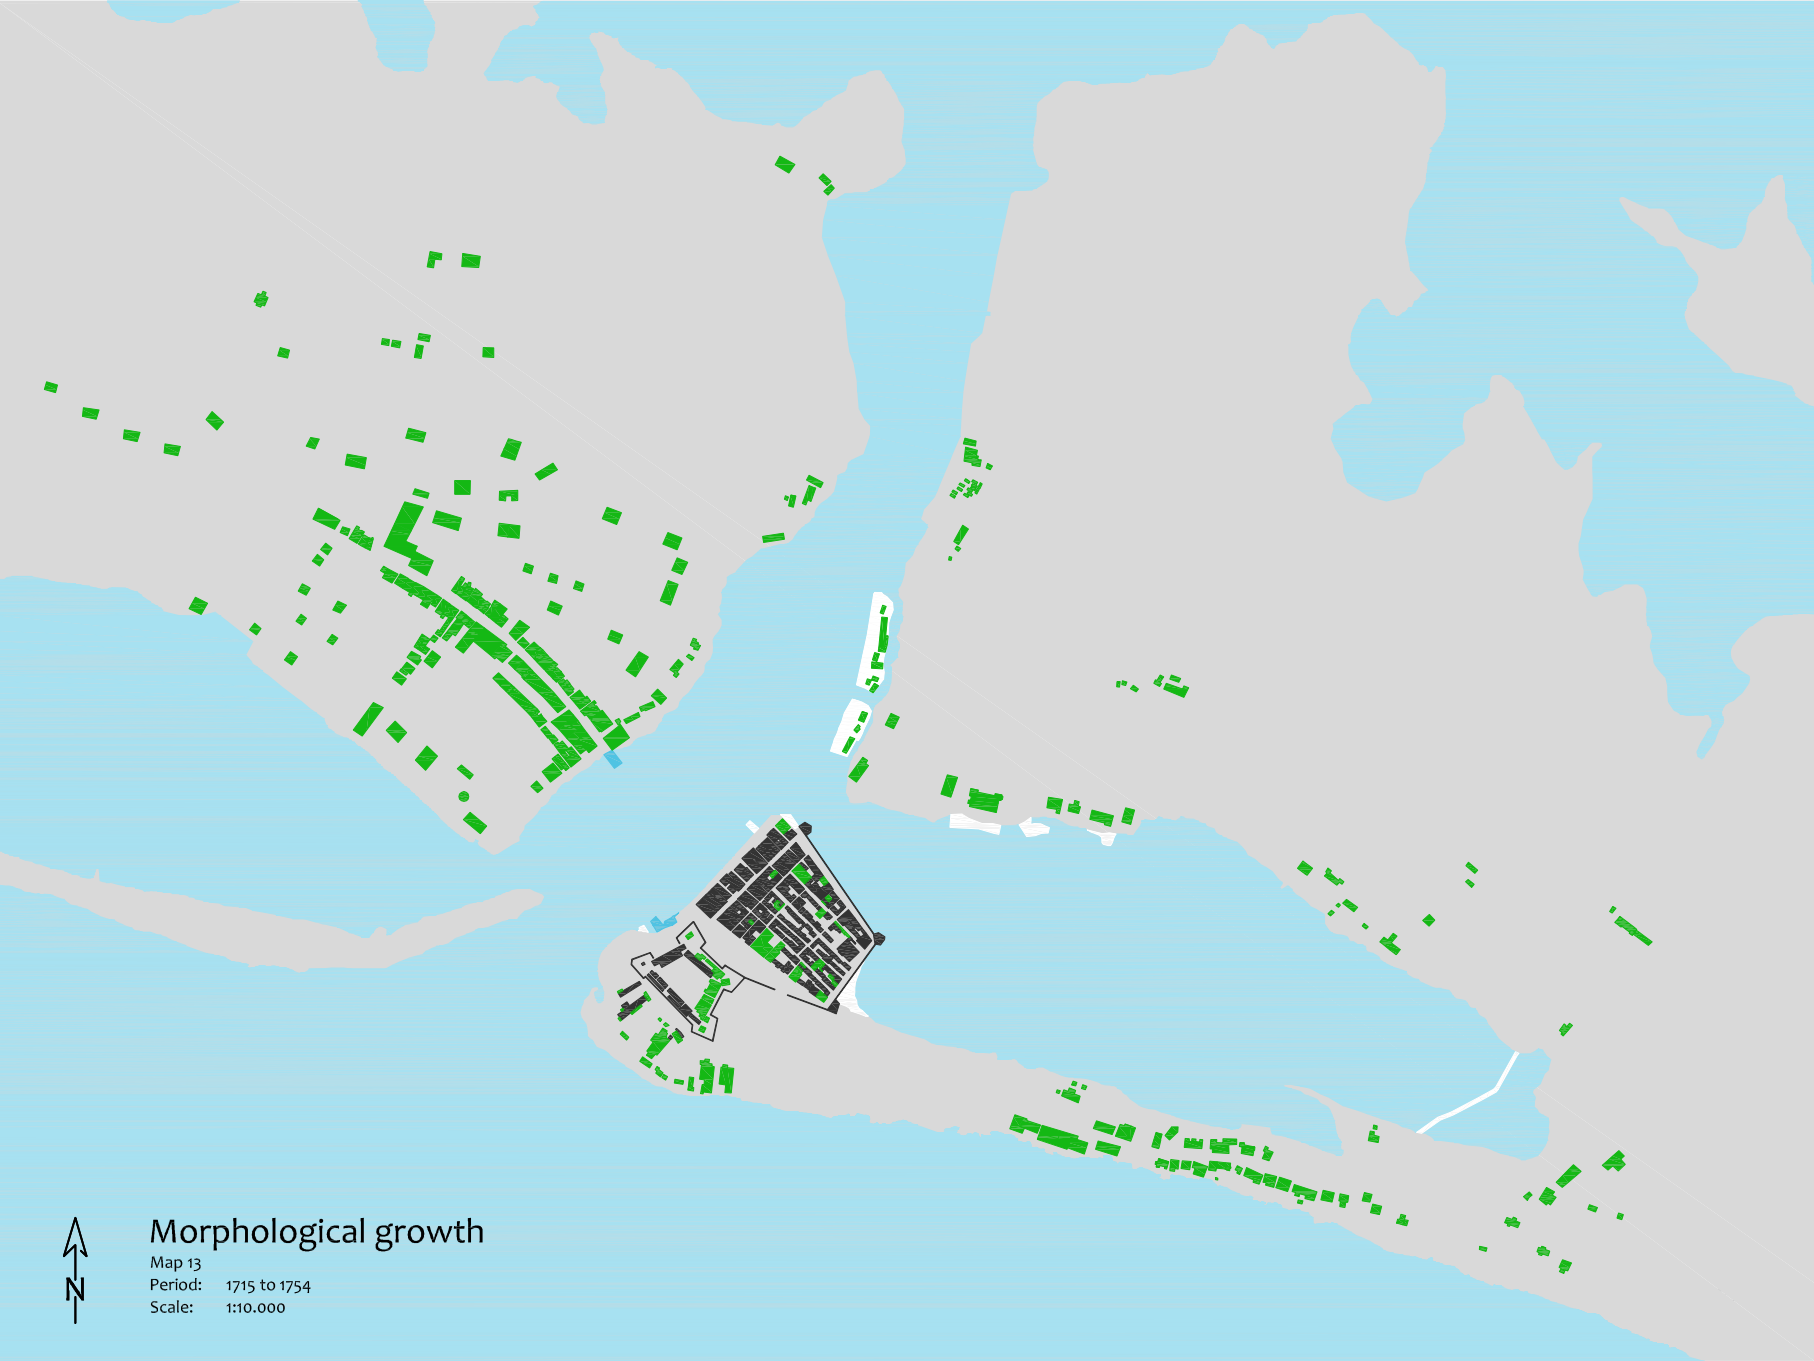 Morphological growth
Map 13
Period: 1715 to 1754
Scale: 1:10.000
N